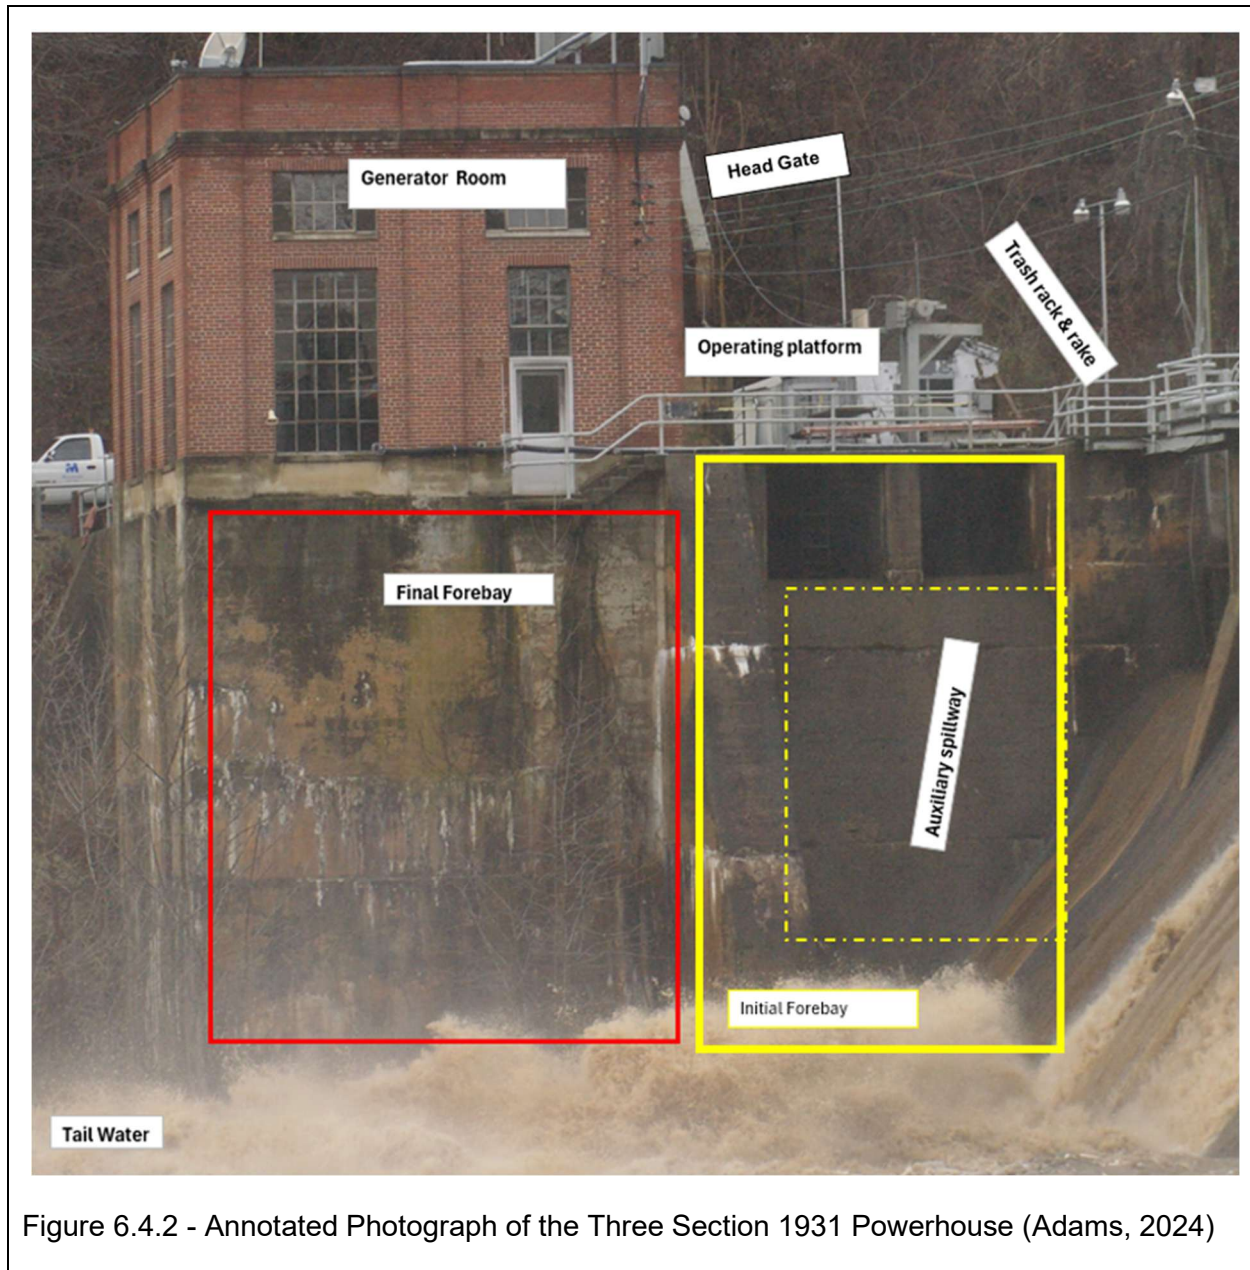 Generator Room
Head Gate
Trash rack & rake
Operating platform
Final Forebay
Auxiliary spillway
Initial Forebay
Tail Water
Figure 6.4.2 - Annotated Photograph of the Three Section 1931 Powerhouse (Adams, 2024)